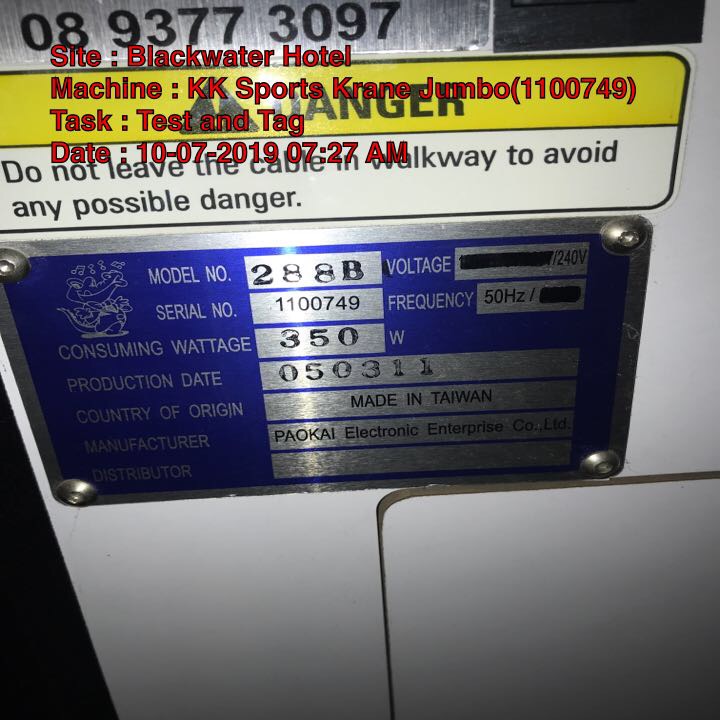 08 9377 3097
Site : Blackwater Hotel
Machine : KK Sports Krane Jumbo(1100749)
DANGER
Task : Test and Tag
Date : 10-07-2019 07:27 AM
Do not leave the cable in walkway to avoid
any possible danger.
MODEL NO. 288B VOLTAGE /240V
SERIAL NO. 1100749 FREQUENCY 50Hz /
CONSUMING WATTAGE 350 W
PRODUCTION DATE 050311
COUNTRY OF ORIGIN MADE IN TAIWAN
MANUFACTURER PAOKAI Electronic Enterprise Co.,Ltd.
DISTRIBUTOR